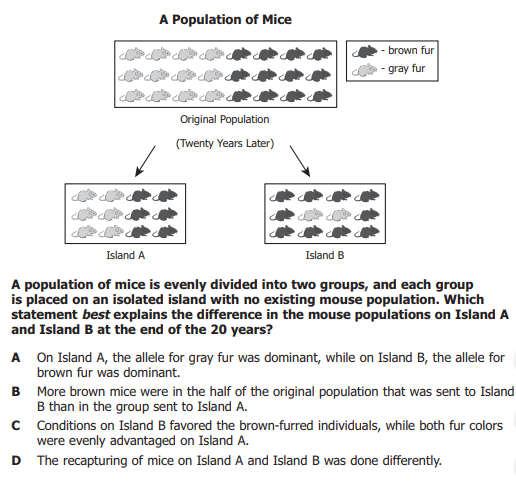 A Population of Mice
- brown fur
- gray fur
Original Population
(Twenty Years Later)
Island A
Island B
A population of mice is evenly divided into two groups, and each group
is placed on an isolated island with no existing mouse population. Which
statement best explains the difference in the mouse populations on Island A
and Island B at the end of the 20 years?
A On Island A, the allele for gray fur was dominant, while on Island B, the allele for
brown fur was dominant.
B More brown mice were in the half of the original population that was sent to Island
B than in the group sent to Island A.
C Conditions on Island B favored the brown-furred individuals, while both fur colors
were evenly advantaged on Island A.
D The recapturing of mice on Island A and Island B was done differently.